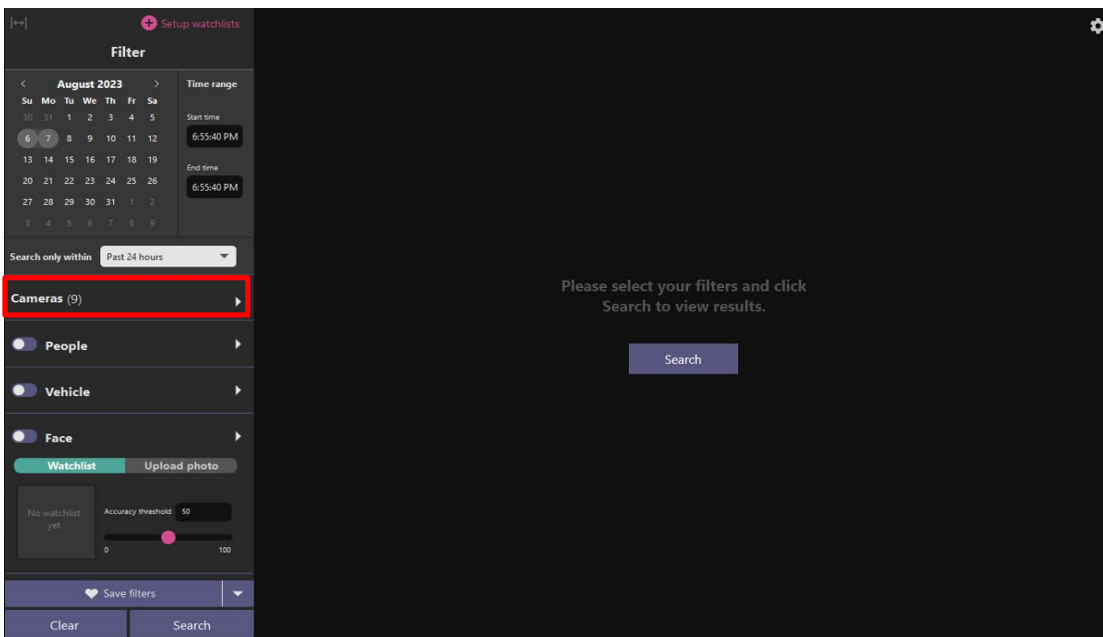 Setup watchlists
Filter
< August 2023 >
Su Mo Tu We Th Fr Sa
30 31 1 2 3 4 5
6 7 8 9 10 11 12
13 14 15 16 17 18 19
20 21 22 23 24 25 26
27 28 29 30 31 1 2
3 4 5 6 7 8 9
Time range
Start time
6:55:40 PM
End time
6:55:40 PM
Search only within Past 24 hours
Cameras (9)
People
Vehicle
Face
Watchlist Upload photo
No watchlist
yet
Accuracy threshold 50
0 100
Save filters
Clear Search
Please select your filters and click
Search to view results.
Search